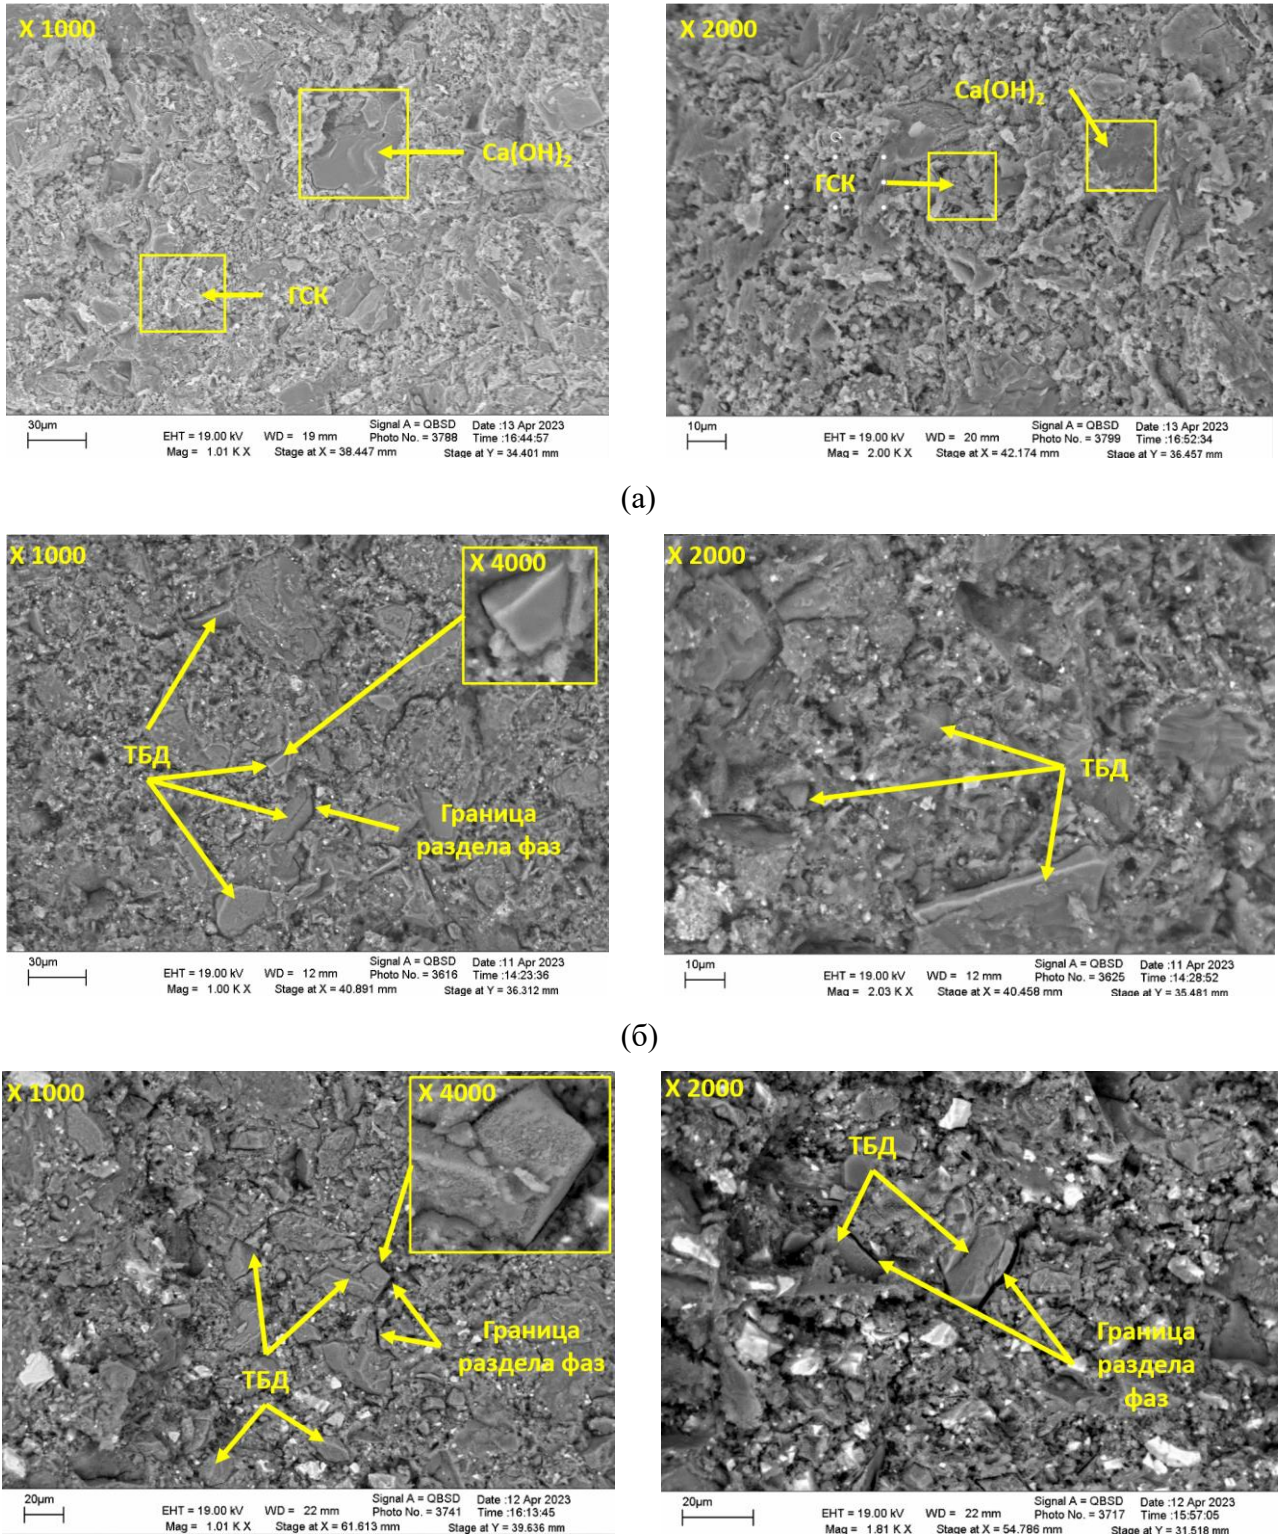 X 1000
Ca(OH)₂
ГСК
30µm
EHT = 19.00 kV WD = 19 mm Signal A = QBSD Date :13 Apr 2023
Photo No. = 3788 Time :16:44:57
Mag = 1.01 K X Stage at X = 38.447 mm Stage at Y = 34.401 mm
X 2000
Ca(OH)₂
ГСК
10µm
EHT = 19.00 kV WD = 20 mm Signal A = QBSD Date :13 Apr 2023
Photo No. = 3799 Time :16:52:34
Mag = 2.00 K X Stage at X = 42.174 mm Stage at Y = 36.457 mm
(а)
X 1000
X 4000
ТБД
Граница
раздела фаз
30µm
EHT = 19.00 kV WD = 12 mm Signal A = QBSD Date :11 Apr 2023
Photo No. = 3616 Time :14:23:36
Mag = 1.00 K X Stage at X = 40.891 mm Stage at Y = 36.312 mm
X 2000
ТБД
10µm
EHT = 19.00 kV WD = 12 mm Signal A = QBSD Date :11 Apr 2023
Photo No. = 3625 Time :14:28:52
Mag = 2.03 K X Stage at X = 40.458 mm Stage at Y = 35.481 mm
(б)
X 1000
X 4000
Граница
раздела фаз
ТБД
20µm
EHT = 19.00 kV WD = 22 mm Signal A = QBSD Date :12 Apr 2023
Photo No. = 3741 Time :16:13:45
Mag = 1.01 K X Stage at X = 61.613 mm Stage at Y = 39.636 mm
X 2000
ТБД
Граница
раздела
фаз
20µm
EHT = 19.00 kV WD = 22 mm Signal A = QBSD Date :12 Apr 2023
Photo No. = 3717 Time :15:57:05
Mag = 1.81 K X Stage at X = 54.786 mm Stage at Y = 31.518 mm